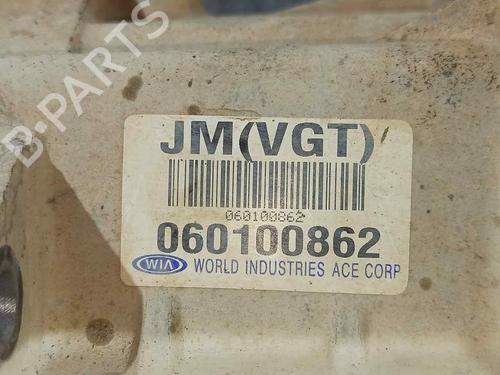 B-PARTS
JM(VGT)
060100862
060100862
WIA WORLD INDUSTRIES ACE CORP